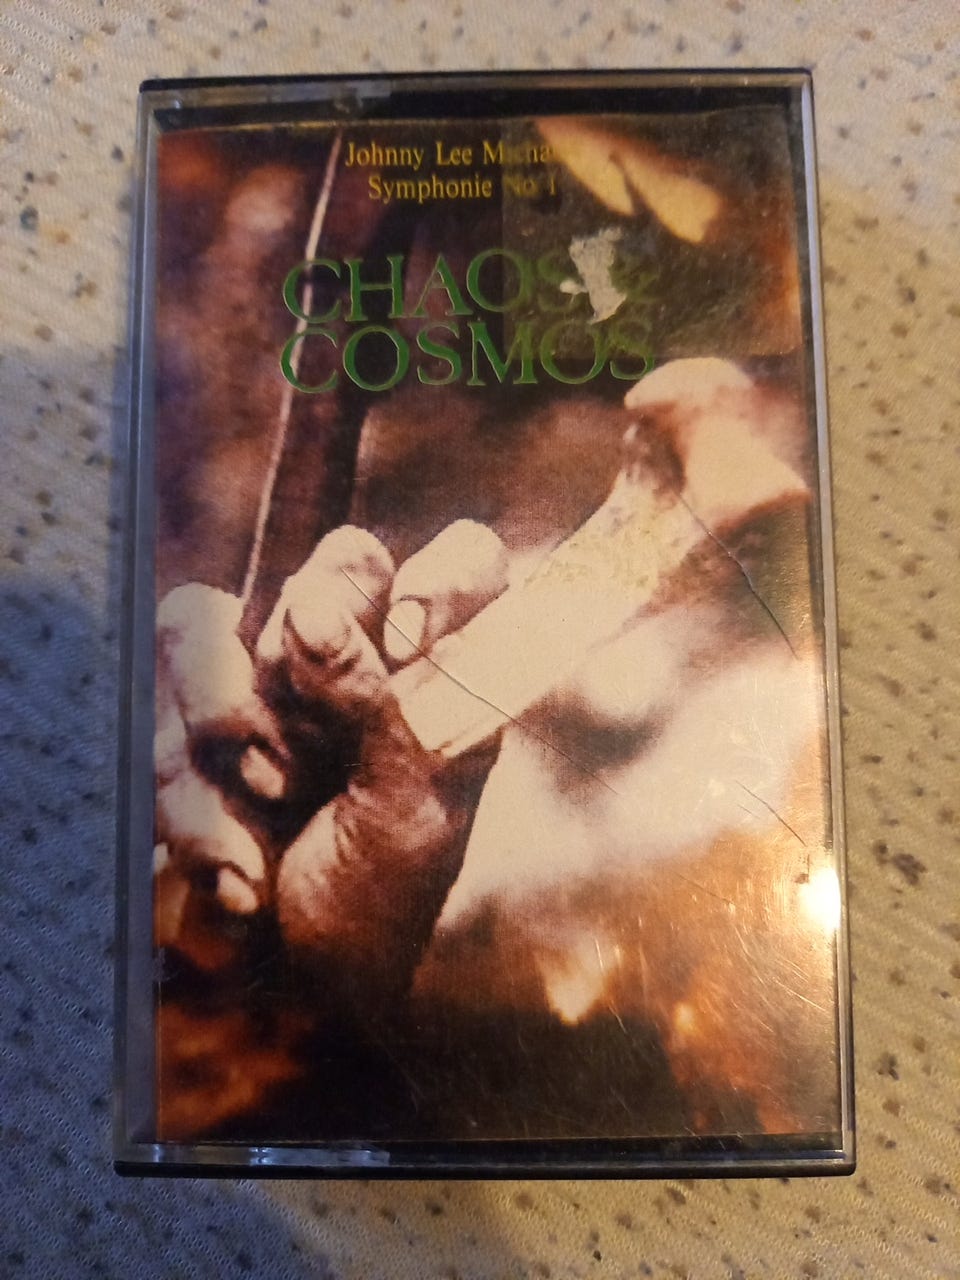 Johnny Lee
Symphonie No 1
CHAOS &
COSMOS